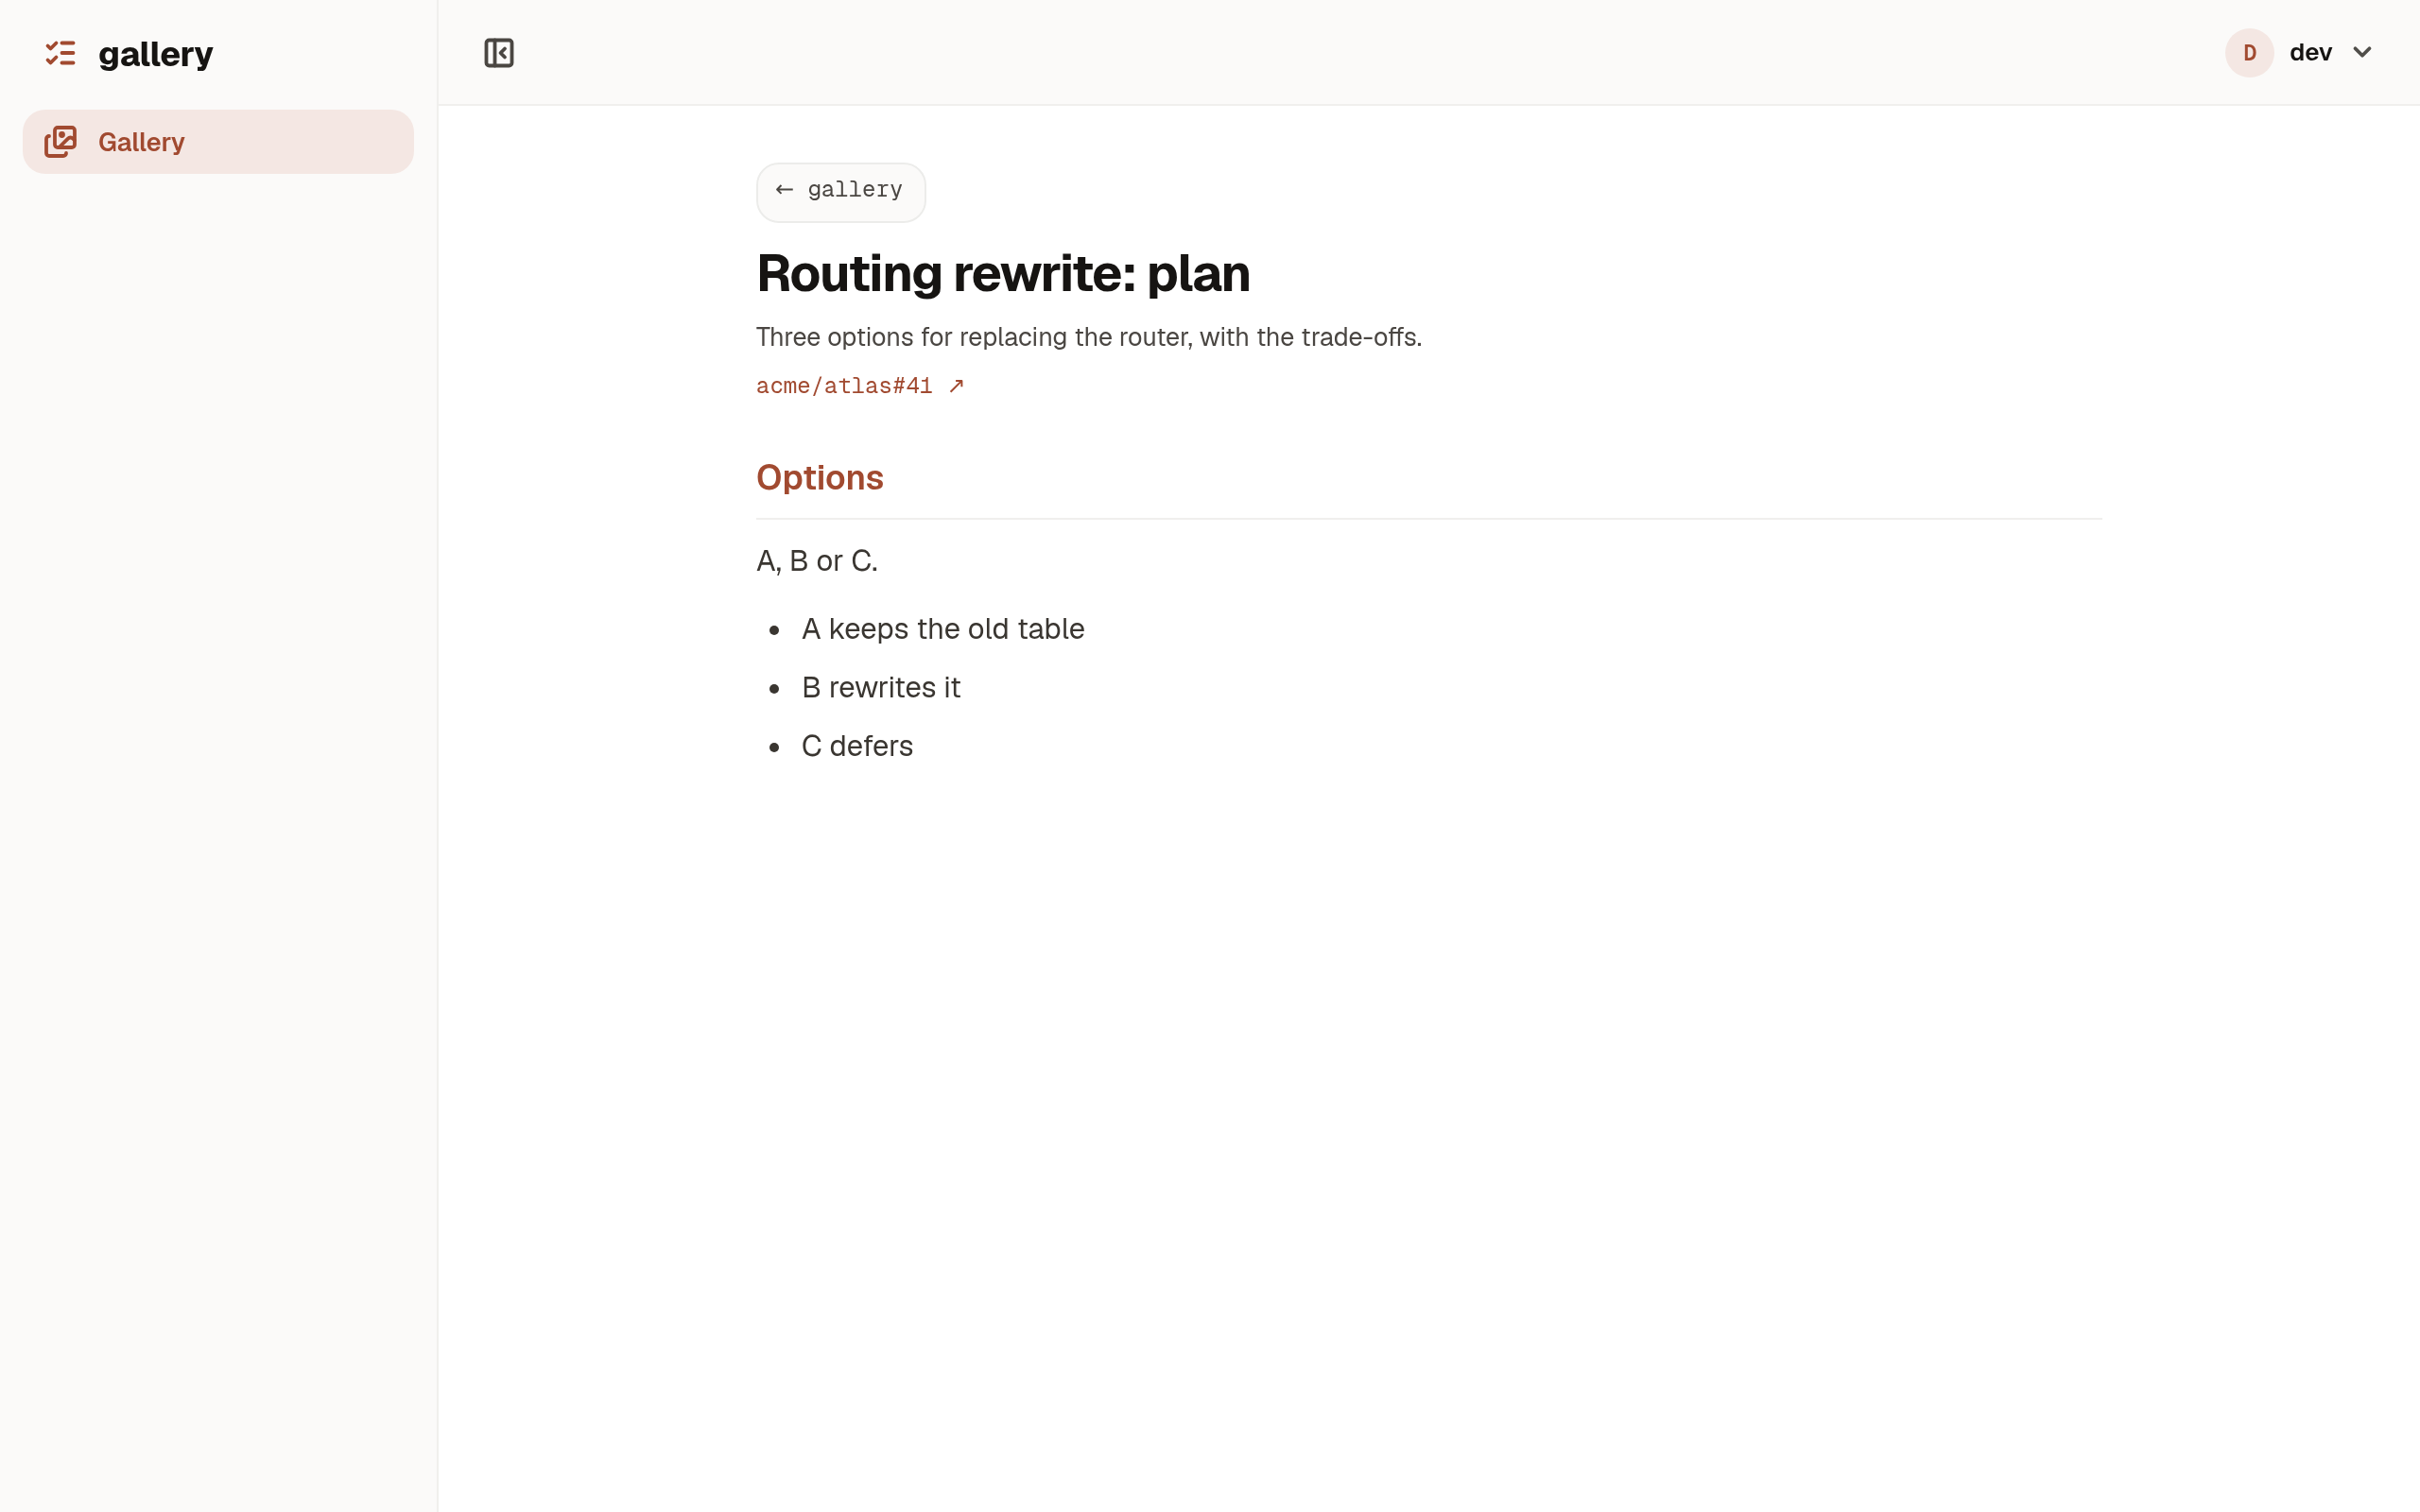 gallery
D dev
Gallery
← gallery
Routing rewrite: plan
Three options for replacing the router, with the trade-offs.
acme/atlas#41 ↗
Options
A, B or C.
• A keeps the old table
• B rewrites it
• C defers